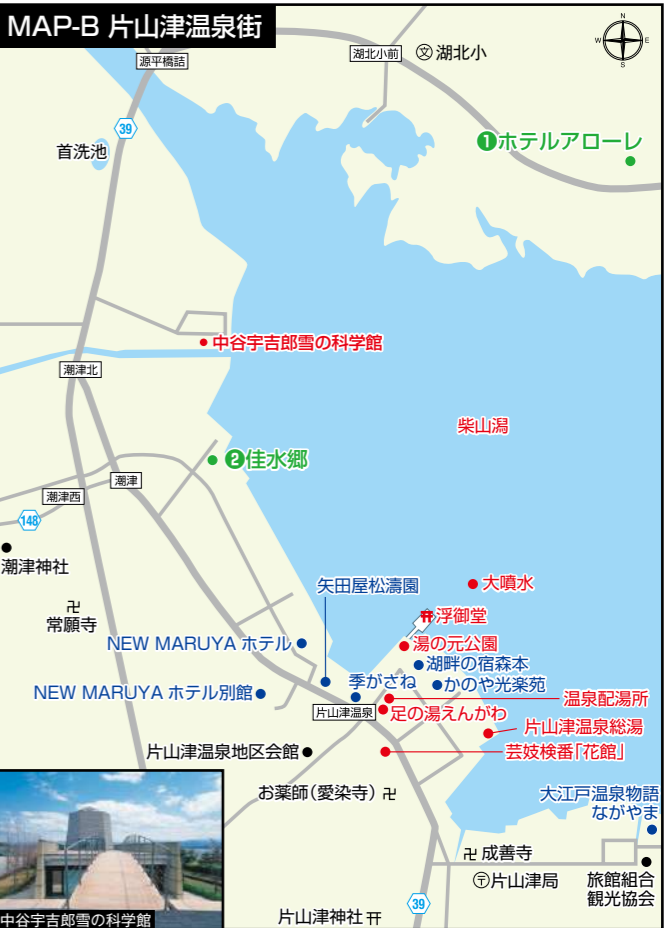 MAP-B 片山津温泉街
N
W
E
S
源平橋詰
湖北小前
文
湖北小
39
首洗池
❶ホテルアローレ
中谷宇吉郎雪の科学館
潮津北
柴山潟
❷佳水郷
潮津
潮津西
148
潮津神社
常願寺
矢田屋松濤園
大噴水
浮御堂
NEW MARUYA ホテル
湯の元公園
湖畔の宿森本
NEW MARUYA ホテル別館
季がさね
かのや光楽苑
温泉配湯所
片山津温泉
足の湯えんがわ
片山津温泉総湯
片山津温泉地区会館
芸妓検番「花館」
お薬師(愛染寺)
大江戸温泉物語
ながやま
成善寺
〒片山津局
旅館組合
観光協会
39
片山津神社
中谷宇吉郎雪の科学館